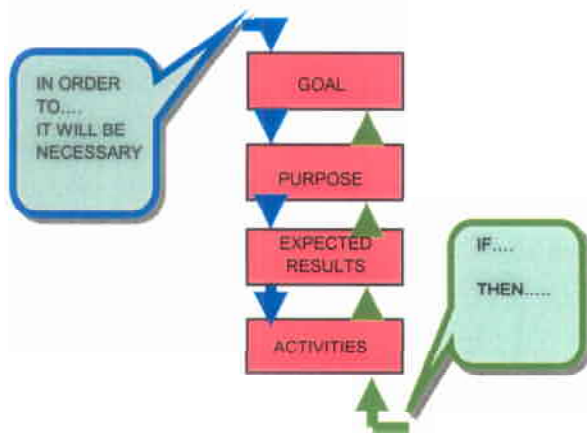 IN ORDER
TO....
IT WILL BE
NECESSARY
GOAL
PURPOSE
EXPECTED
RESULTS
ACTIVITIES
IF....
THEN.....